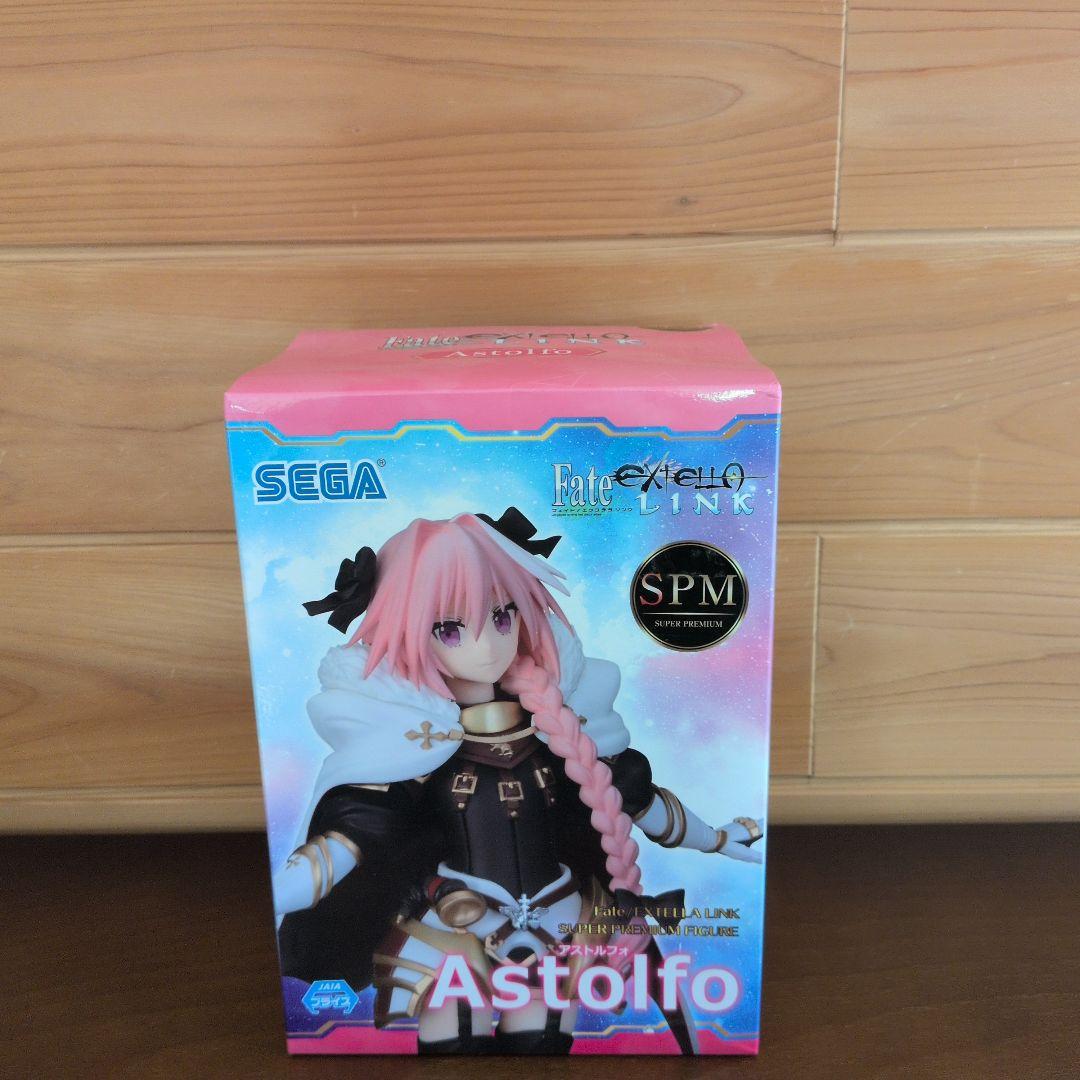 Fate EXTELLA
LINK
Astolfo
SEGA®
Fate EXTELLA
フェイト/エクステラ リンク
LINK
SPM
SUPER PREMIUM
Fate/EXTELLA LINK
SUPER PREMIUM FIGURE
アストルフォ
Astolfo
JAIA
プライズ